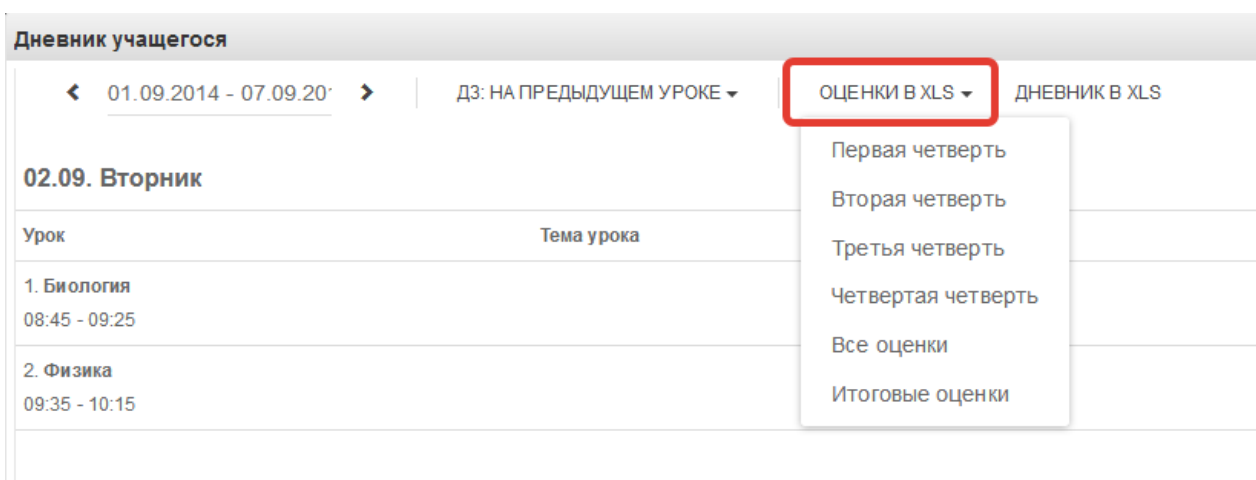 Дневник учащегося
01.09.2014 - 07.09.20 ДЗ: НА ПРЕДЫДУЩЕМ УРОКЕ ОЦЕНКИ В XLS ДНЕВНИК В XLS
Первая четверть
02.09. Вторник
Вторая четверть
Урок Тема урока
Третья четверть
1. Биология
Четвертая четверть
08:45 - 09:25
Все оценки
2. Физика
Итоговые оценки
09:35 - 10:15